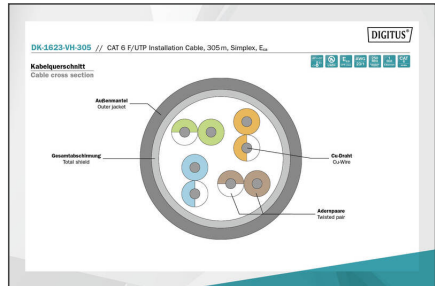 DIGITUS®
DK-1623-VH-305 // CAT 6 F/UTP Installation Cable, 305 m, Simplex, Eca
Kabelquerschnitt
Cable cross section
Außenmantel
Outer jacket
Gesamtabschirmung
Total shield
Cu-Draht
Cu-Wire
Adernpaare
Twisted pair